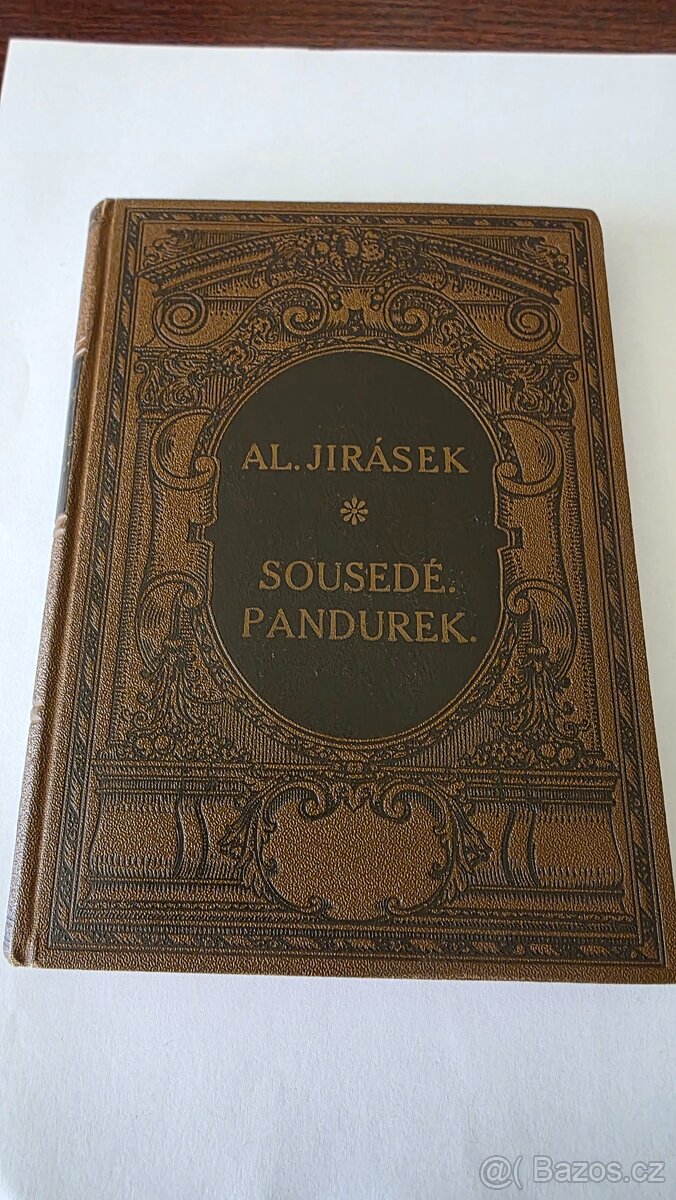 AL. JIRÁSEK
SOUSEDÉ.
PANDUREK.
@( Bazos.cz